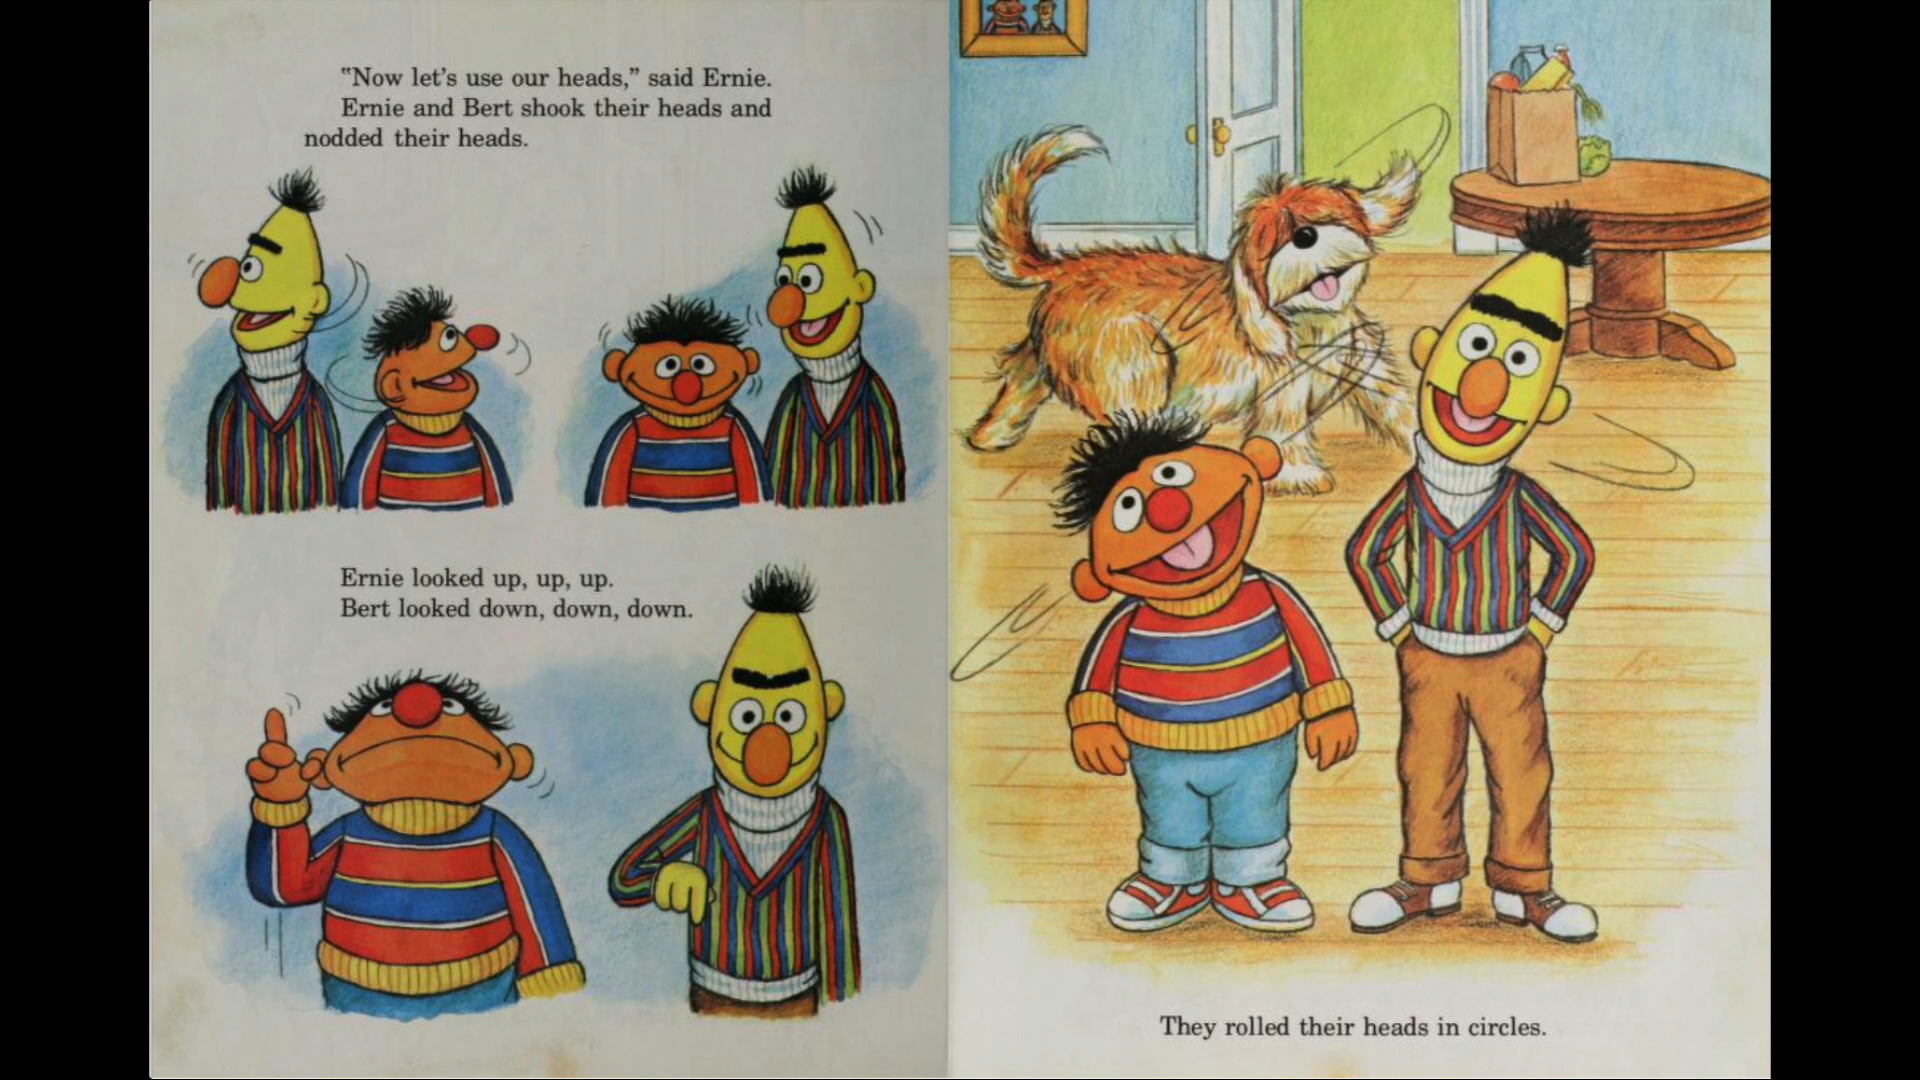 "Now let's use our heads," said Ernie.
Ernie and Bert shook their heads and
nodded their heads.
Ernie looked up, up, up.
Bert looked down, down, down.
They rolled their heads in circles.